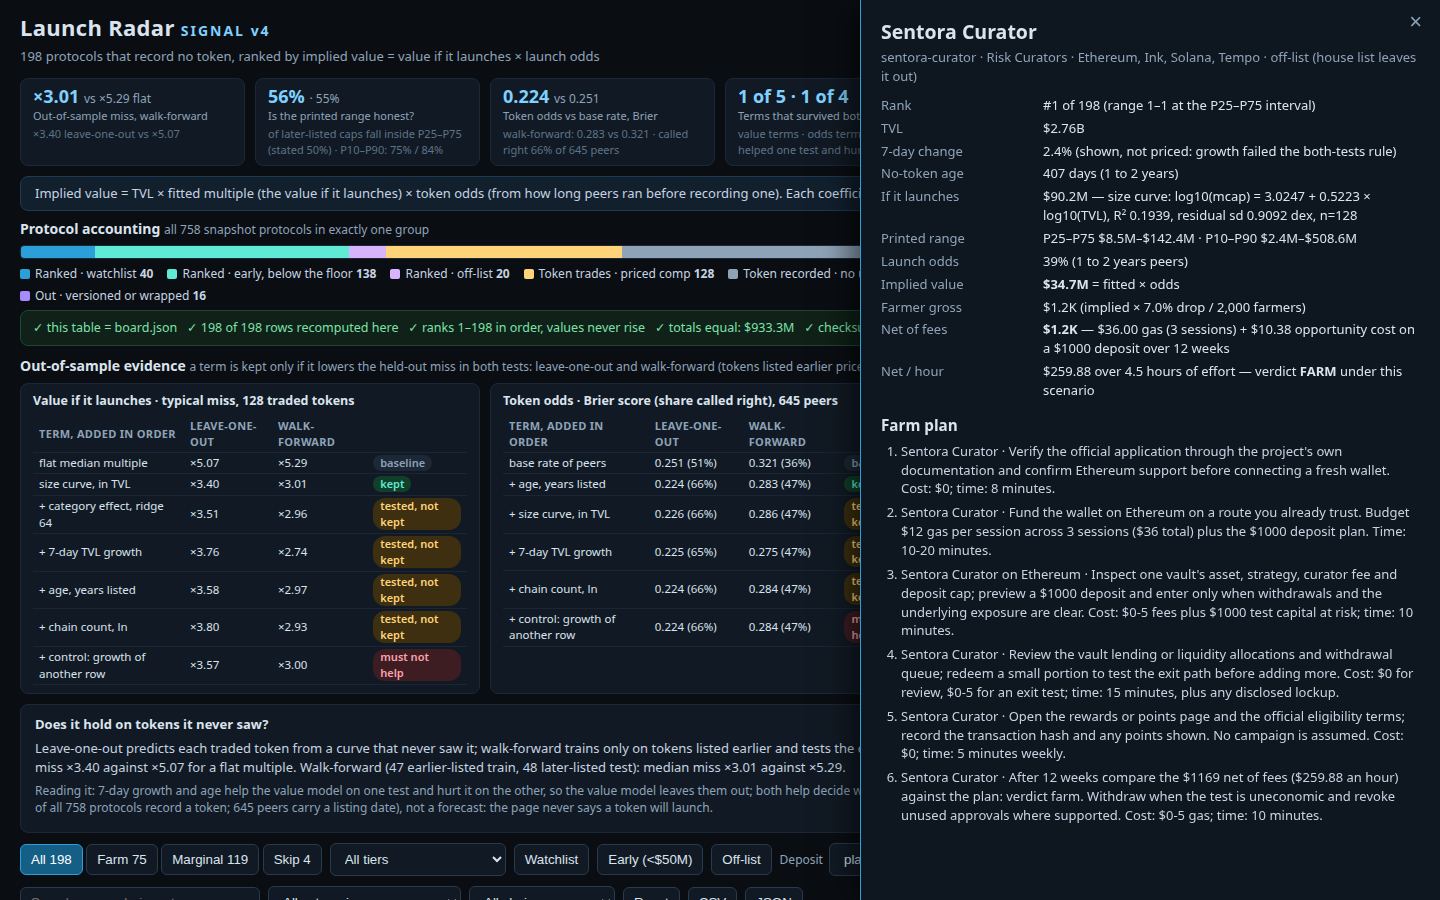 Launch Radar SIGNAL v4
198 protocols that record no token, ranked by implied value = value if it launches × launch odds
×3.01 vs ×5.29 flat
Out-of-sample miss, walk-forward
×3.40 leave-one-out vs ×5.07
56% · 55%
Is the printed range honest?
of later-listed caps fall inside P25–P75
(stated 50%) · P10–P90: 75% / 84%
0.224 vs 0.251
Token odds vs base rate, Brier
walk-forward: 0.283 vs 0.321 · called
right 66% of 645 peers
1 of 5 · 1 of 4
Terms that survived
value terms · odds
helped one test and
Implied value = TVL × fitted multiple (the value if it launches) × token odds (from how long peers ran before recording one). Each
Protocol accounting all 758 snapshot protocols in exactly one group
Ranked · watchlist 40
Ranked · early, below the floor 138
Ranked · off-list 20
Token trades · priced comp 128
Token recorded · no
Out · versioned or wrapped 16
✓ this table = board.json ✓ 198 of 198 rows recomputed here ✓ ranks 1–198 in order, values never rise ✓ totals equal: $933.3M ✓
Out-of-sample evidence a term is kept only if it lowers the held-out miss in both tests: leave-one-out and walk-forward (tokens listed earlier
Value if it launches · typical miss, 128 traded tokens
TERM, ADDED IN ORDER LEAVE-ONE-OUT WALK-FORWARD
flat median multiple ×5.07 ×5.29 baseline
size curve, in TVL ×3.40 ×3.01 kept
+ category effect, ridge 64 ×3.51 ×2.96 tested, not kept
+ 7-day TVL growth ×3.76 ×2.74 tested, not kept
+ age, years listed ×3.58 ×2.97 tested, not kept
+ chain count, ln ×3.80 ×2.93 tested, not kept
+ control: growth of another row ×3.57 ×3.00 must not help
Token odds · Brier score (share called right), 645 peers
TERM, ADDED IN ORDER LEAVE-ONE-OUT WALK-FORWARD
base rate of peers 0.251 (51%) 0.321 (36%)
+ age, years listed 0.224 (66%) 0.283 (47%)
+ size curve, in TVL 0.226 (66%) 0.286 (47%)
+ 7-day TVL growth 0.225 (65%) 0.275 (47%)
+ chain count, ln 0.224 (66%) 0.284 (47%)
+ control: growth of another row 0.224 (66%) 0.284 (47%)
Does it hold on tokens it never saw?
Leave-one-out predicts each traded token from a curve that never saw it; walk-forward trains only on tokens listed earlier and tests the
miss ×3.40 against ×5.07 for a flat multiple. Walk-forward (47 earlier-listed train, 48 later-listed test): median miss ×3.01 against ×5.29.
Reading it: 7-day growth and age help the value model on one test and hurt it on the other, so the value model leaves them out; both help decide
of all 758 protocols record a token; 645 peers carry a listing date), not a forecast: the page never says a token will launch.
All 198 Farm 75 Marginal 119 Skip 4 All tiers Watchlist Early (<$50M) Off-list Deposit
×
Sentora Curator
sentora-curator · Risk Curators · Ethereum, Ink, Solana, Tempo · off-list (house list leaves
it out)
Rank #1 of 198 (range 1–1 at the P25–P75 interval)
TVL $2.76B
7-day change 2.4% (shown, not priced: growth failed the both-tests rule)
No-token age 407 days (1 to 2 years)
If it launches $90.2M — size curve: log10(mcap) = 3.0247 + 0.5223 ×
log10(TVL), R² 0.1939, residual sd 0.9092 dex, n=128
Printed range P25–P75 $8.5M–$142.4M · P10–P90 $2.4M–$508.6M
Launch odds 39% (1 to 2 years peers)
Implied value $34.7M = fitted × odds
Farmer gross $1.2K (implied × 7.0% drop / 2,000 farmers)
Net of fees $1.2K — $36.00 gas (3 sessions) + $10.38 opportunity cost on
a $1000 deposit over 12 weeks
Net / hour $259.88 over 4.5 hours of effort — verdict FARM under this
scenario
Farm plan
1. Sentora Curator · Verify the official application through the project's own
documentation and confirm Ethereum support before connecting a fresh wallet.
Cost: $0; time: 8 minutes.
2. Sentora Curator · Fund the wallet on Ethereum on a route you already trust. Budget
$12 gas per session across 3 sessions ($36 total) plus the $1000 deposit plan. Time:
10-20 minutes.
3. Sentora Curator on Ethereum · Inspect one vault's asset, strategy, curator fee and
deposit cap; preview a $1000 deposit and enter only when withdrawals and the
underlying exposure are clear. Cost: $0-5 fees plus $1000 test capital at risk; time: 10
minutes.
4. Sentora Curator · Review the vault lending or liquidity allocations and withdrawal
queue; redeem a small portion to test the exit path before adding more. Cost: $0 for
review, $0-5 for an exit test; time: 15 minutes, plus any disclosed lockup.
5. Sentora Curator · Open the rewards or points page and the official eligibility terms;
record the transaction hash and any points shown. No campaign is assumed. Cost:
$0; time: 5 minutes weekly.
6. Sentora Curator · After 12 weeks compare the $1169 net of fees ($259.88 an hour)
against the plan: verdict farm. Withdraw when the test is uneconomic and revoke
unused approvals where supported. Cost: $0-5 gas; time: 10 minutes.